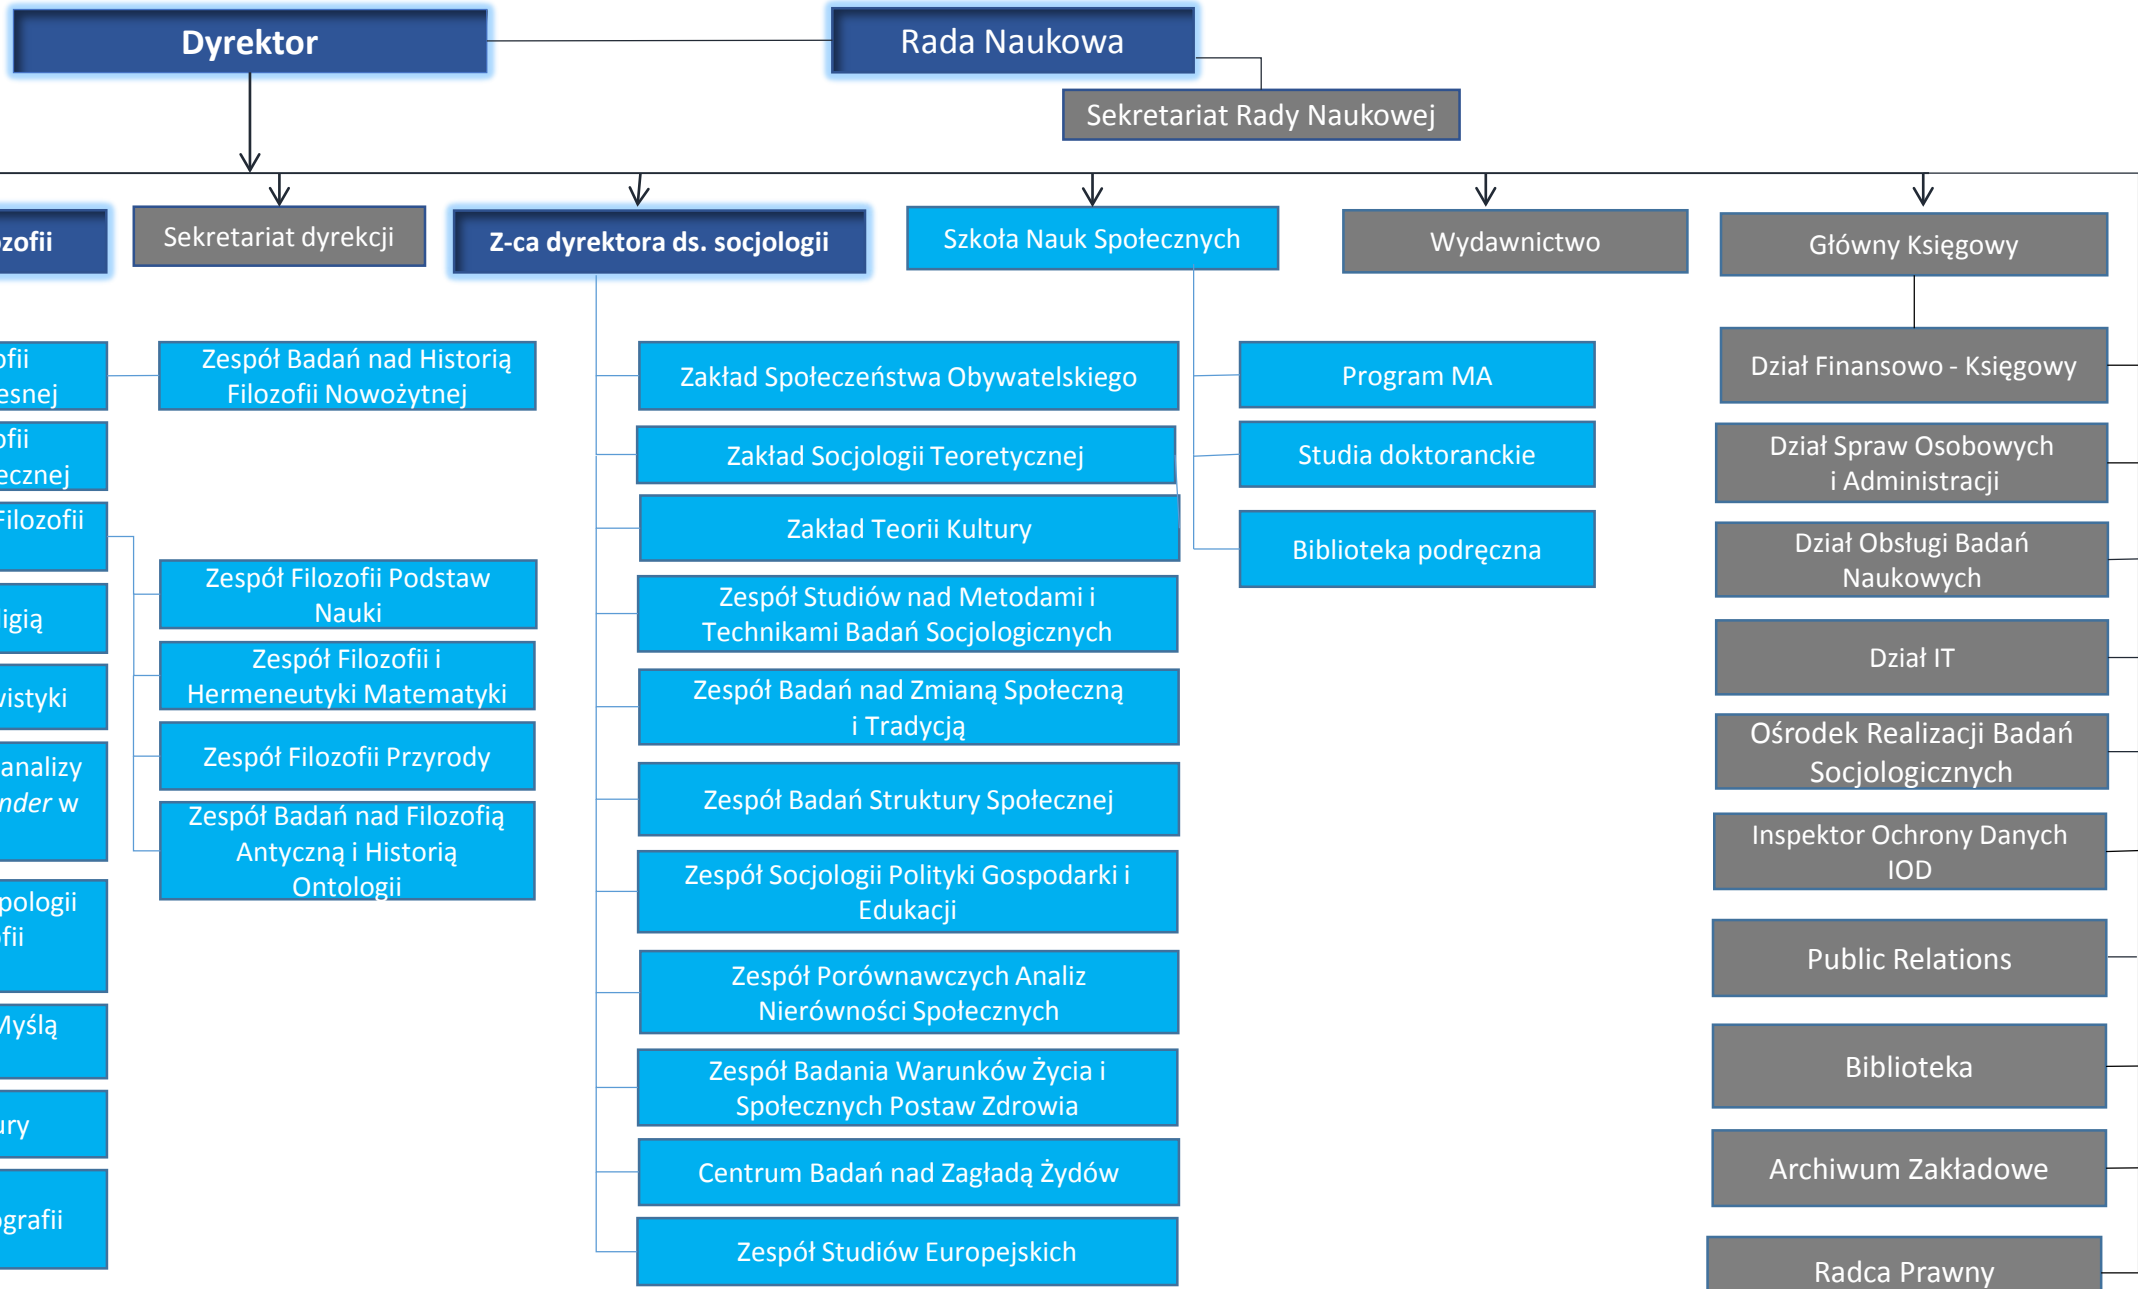 Dyrektor
Rada Naukowa
Sekretariat Rady Naukowej
Sekretariat dyrekcji
Z-ca dyrektora ds. socjologii
Szkoła Nauk Społecznych
Wydawnictwo
Główny Księgowy
Filozofii
ligią
analizy
w
Myślą
Zespół Badań nad Historią
Filozofii Nowożytnej
Zespół Filozofii Podstaw
Nauki
Zespół Filozofii i
Hermeneutyki Matematyki
Zespół Filozofii Przyrody
Zespół Badań nad Filozofią
Antyczną i Historią
Ontologii
Zakład Społeczeństwa Obywatelskiego
Zakład Socjologii Teoretycznej
Zakład Teorii Kultury
Zespół Studiów nad Metodami i
Technikami Badań Socjologicznych
Zespół Badań nad Zmianą Społeczną
i Tradycją
Zespół Badań Struktury Społecznej
Zespół Socjologii Polityki Gospodarki i
Edukacji
Zespół Porównawczych Analiz
Nierówności Społecznych
Zespół Badania Warunków Życia i
Społecznych Postaw Zdrowia
Centrum Badań nad Zagładą Żydów
Zespół Studiów Europejskich
Program MA
Studia doktoranckie
Biblioteka podręczna
Dział Finansowo - Księgowy
Dział Spraw Osobowych
i Administracji
Dział Obsługi Badań
Naukowych
Dział IT
Ośrodek Realizacji Badań
Socjologicznych
Inspektor Ochrony Danych
IOD
Public Relations
Biblioteka
Archiwum Zakładowe
Radca Prawny